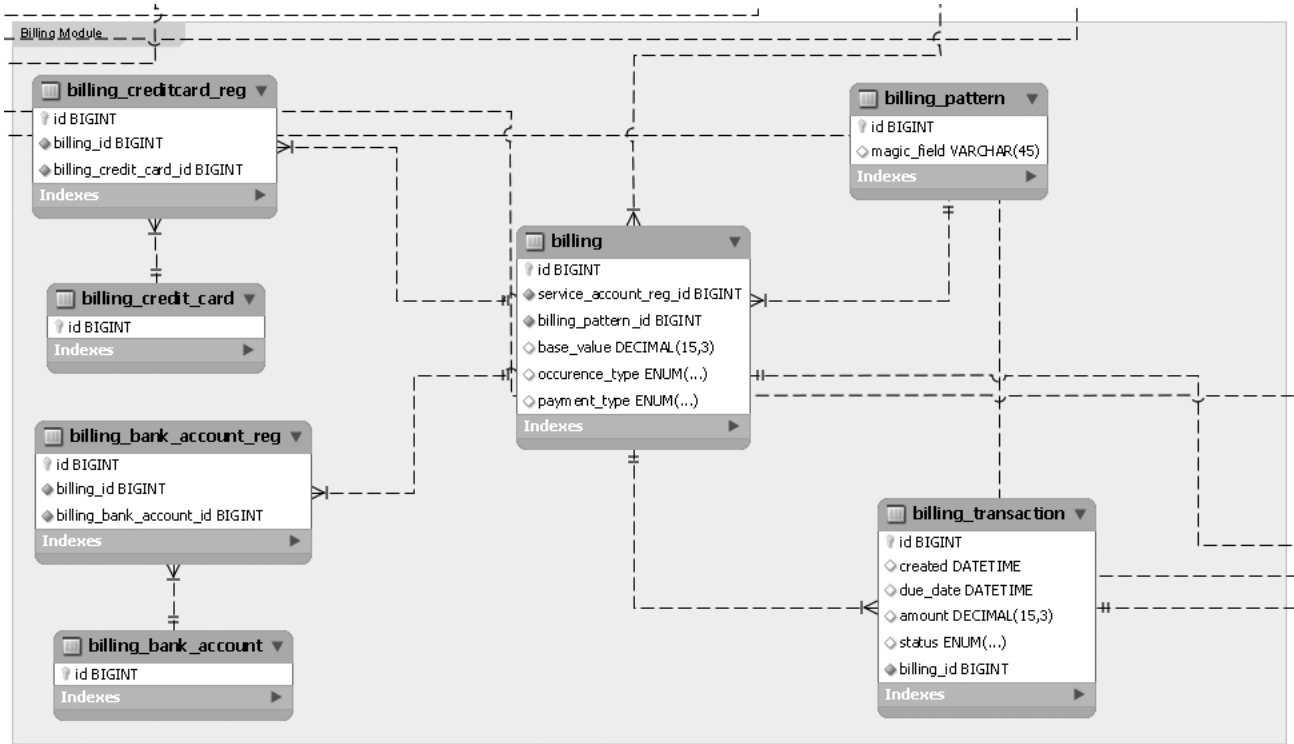 Billing Module
billing_creditcard_reg
id BIGINT
billing_id BIGINT
billing_credit_card_id BIGINT
Indexes
billing_pattern
id BIGINT
magic_field VARCHAR(45)
Indexes
billing_credit_card
id BIGINT
Indexes
billing
id BIGINT
service_account_reg_id BIGINT
billing_pattern_id BIGINT
base_value DECIMAL(15,3)
occurence_type ENUM(...)
payment_type ENUM(...)
Indexes
billing_bank_account_reg
id BIGINT
billing_id BIGINT
billing_bank_account_id BIGINT
Indexes
billing_transaction
id BIGINT
created DATETIME
due_date DATETIME
amount DECIMAL(15,3)
status ENUM(...)
billing_id BIGINT
Indexes
billing_bank_account
id BIGINT
Indexes